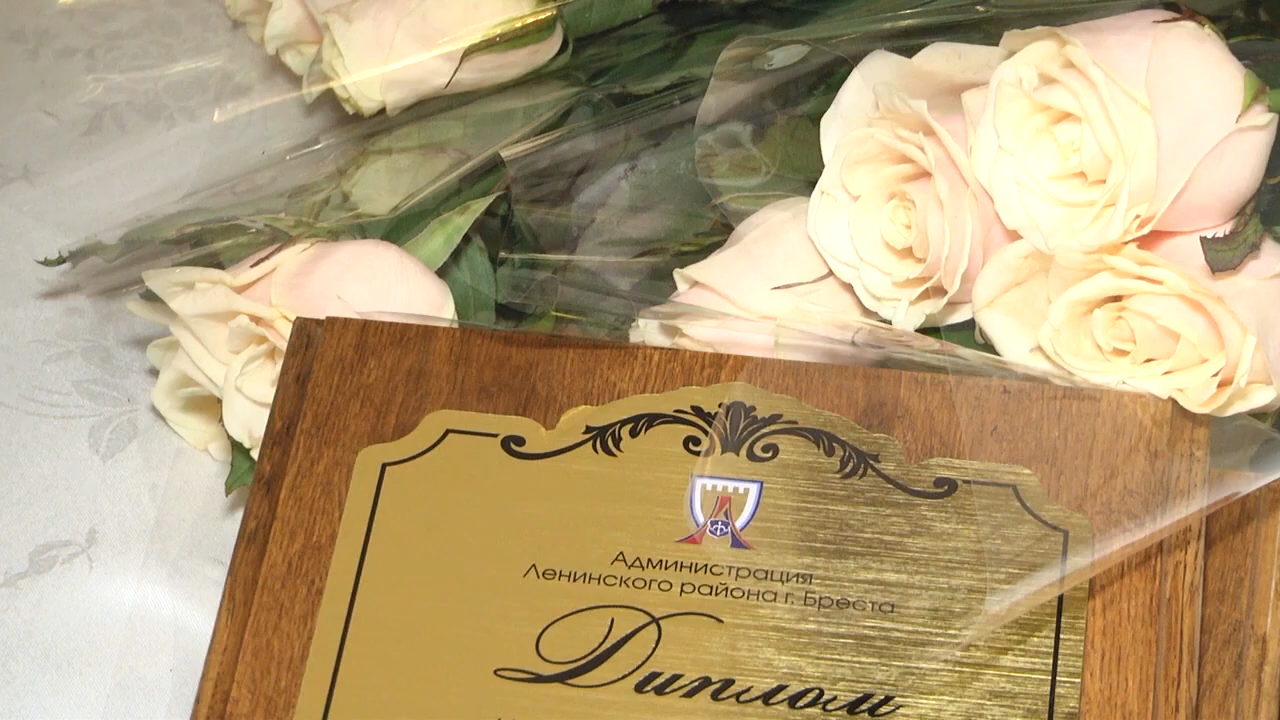 Администрация
Ленинского района г. Бреста
Диплом